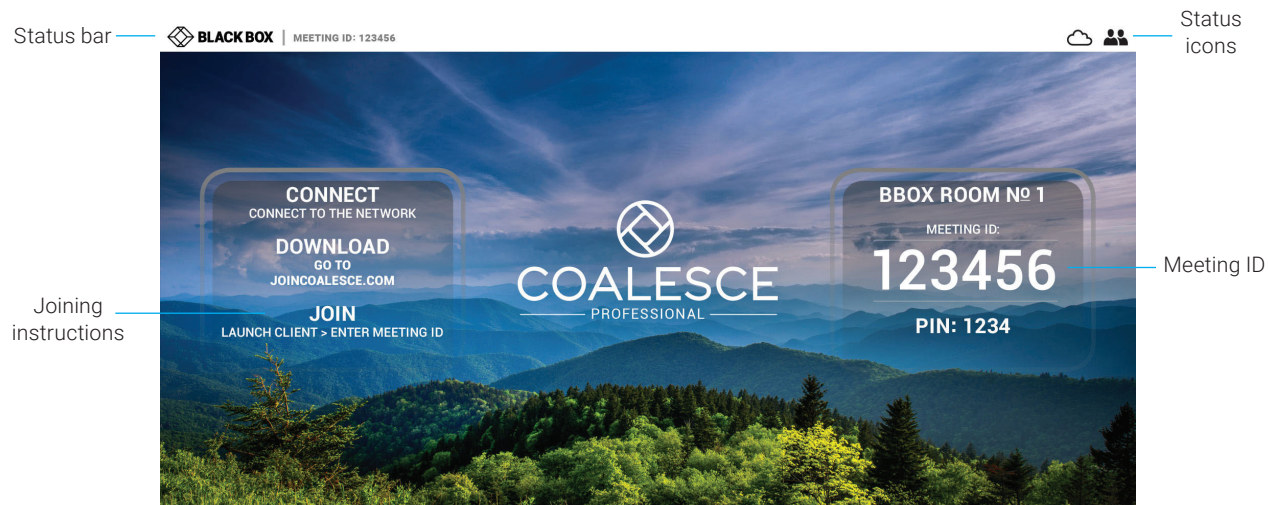 Status bar
BLACK BOX | MEETING ID: 123456
Status
icons
CONNECT
CONNECT TO THE NETWORK
DOWNLOAD
GO TO
JOINCOALESCE.COM
JOIN
LAUNCH CLIENT > ENTER MEETING ID
Joining
instructions
COALESCE
PROFESSIONAL
BBOX ROOM № 1
MEETING ID:
123456
PIN: 1234
Meeting ID